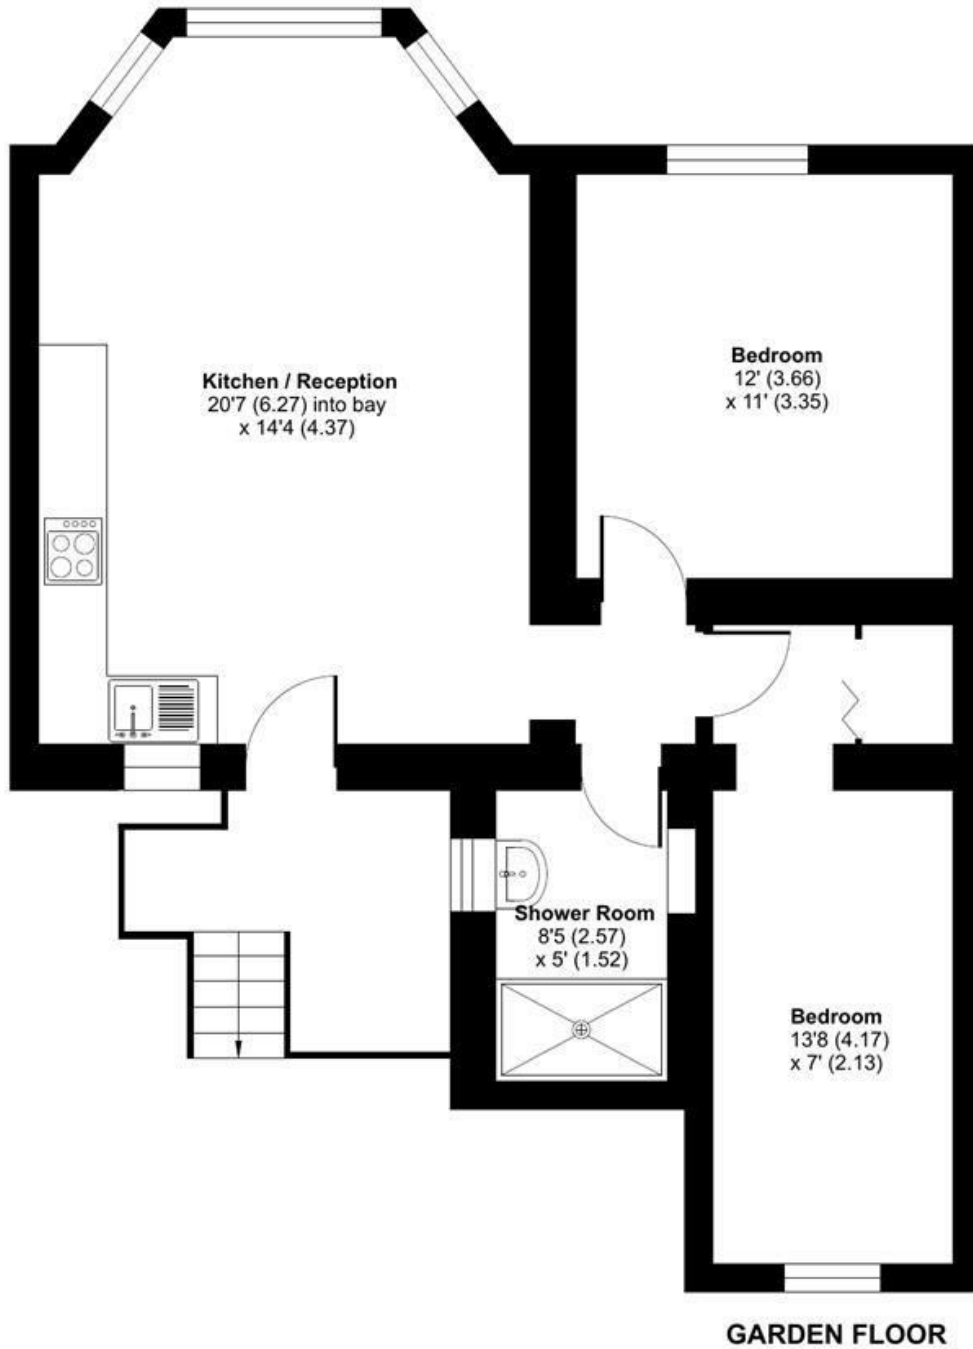 Kitchen / Reception
20'7 (6.27) into bay
x 14'4 (4.37)
Bedroom
12' (3.66)
x 11' (3.35)
Shower Room
8'5 (2.57)
x 5' (1.52)
Bedroom
13'8 (4.17)
x 7' (2.13)
GARDEN FLOOR